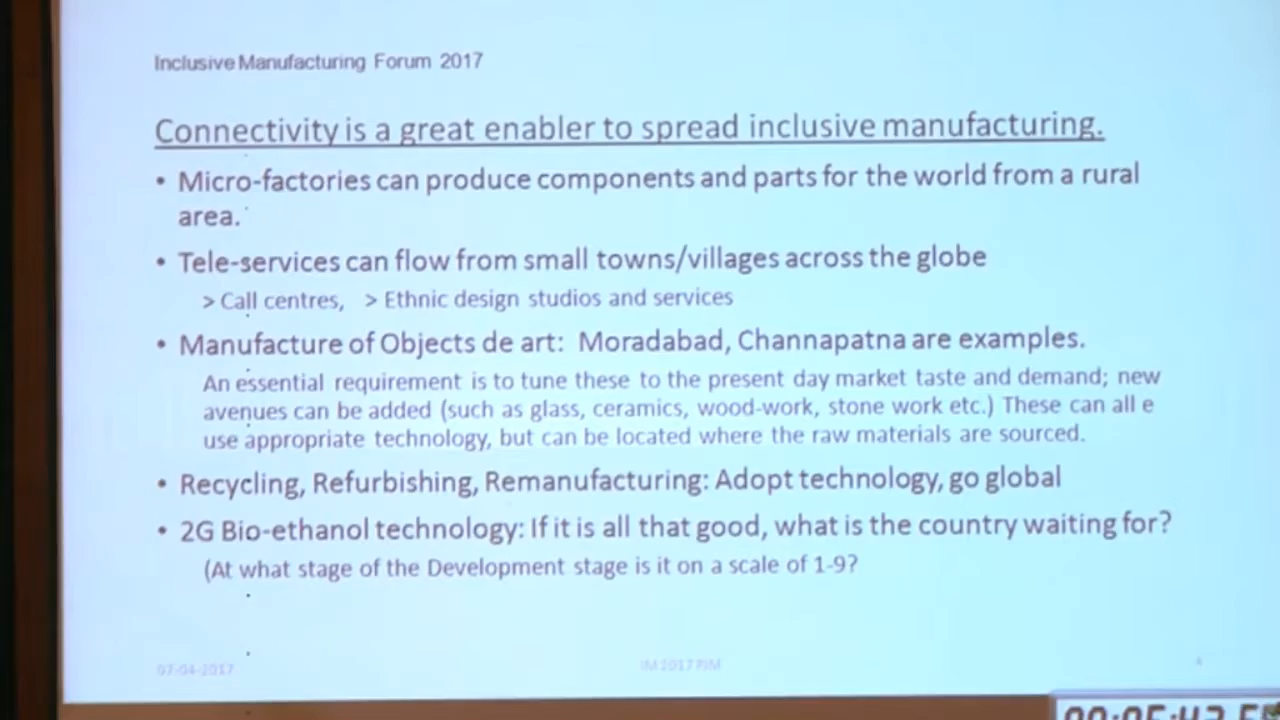 Inclusive Manufacturing Forum 2017
Connectivity is a great enabler to spread inclusive manufacturing.
• Micro-factories can produce components and parts for the world from a rural
area.
• Tele-services can flow from small towns/villages across the globe
> Call centres, > Ethnic design studios and services
• Manufacture of Objects de art: Moradabad, Channapatna are examples.
An essential requirement is to tune these to the present day market taste and demand; new
avenues can be added (such as glass, ceramics, wood-work, stone work etc.) These can all e
use appropriate technology, but can be located where the raw materials are sourced.
• Recycling, Refurbishing, Remanufacturing: Adopt technology, go global
• 2G Bio-ethanol technology: If it is all that good, what is the country waiting for?
(At what stage of the Development stage is it on a scale of 1-9?
07-04-2017
IM 2017
4